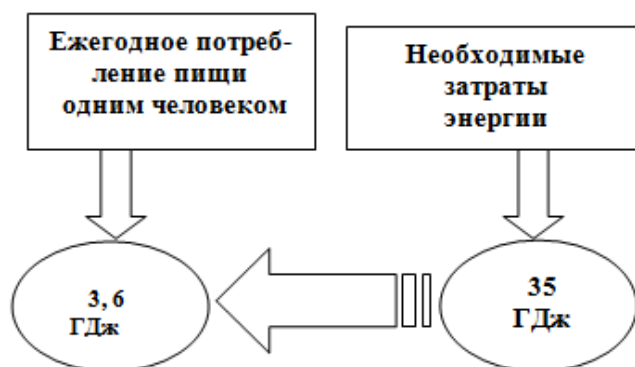 Ежегодное потреб-
ление пищи
одним человеком
Необходимые
затраты
энергии
3, 6
ГДж
35
ГДж